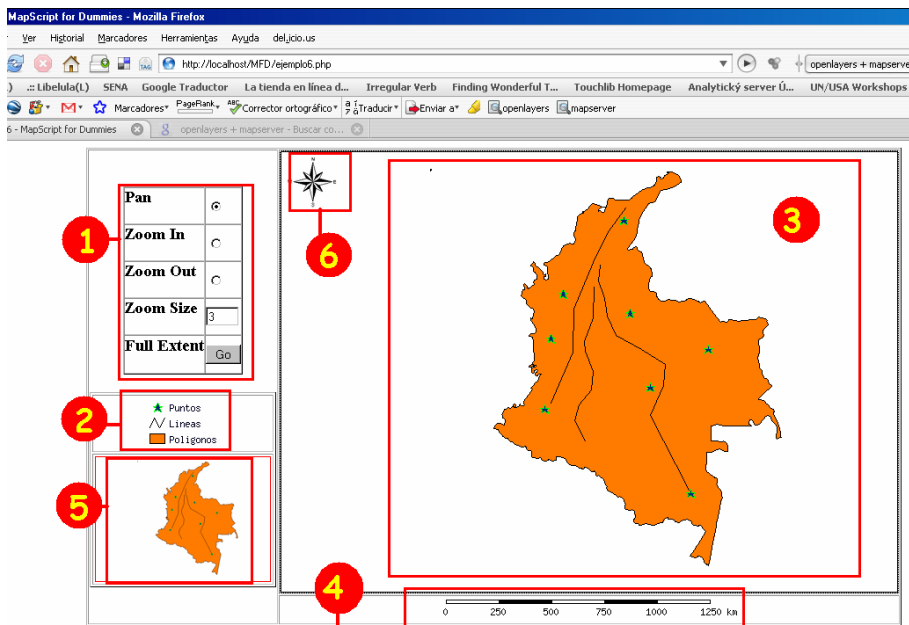 MapScript for Dummies - Mozilla Firefox
Ver Historial Marcadores Herramientas Ayuda del.icio.us
http://localhost/MFD/ejemplo6.php
openlayers + mapserve
.) .:: Libelula(L) SENA Google Traductor La tienda en línea d... Irregular Verb Finding Wonderful T... Touchlib Homepage Analytický server Ú... UN/USA Workshops
Marcadores PageRank ABC Corrector ortográfico Traducir Enviar a openlayers mapserver
6 - MapScript for Dummies openlayers + mapserver - Buscar co...
Pan
Zoom In
Zoom Out
Zoom Size 3
Full Extent Go
1
2
3
4
5
6
N
E
S
Puntos
Lineas
Poligonos
0 250 500 750 1000 1250 km